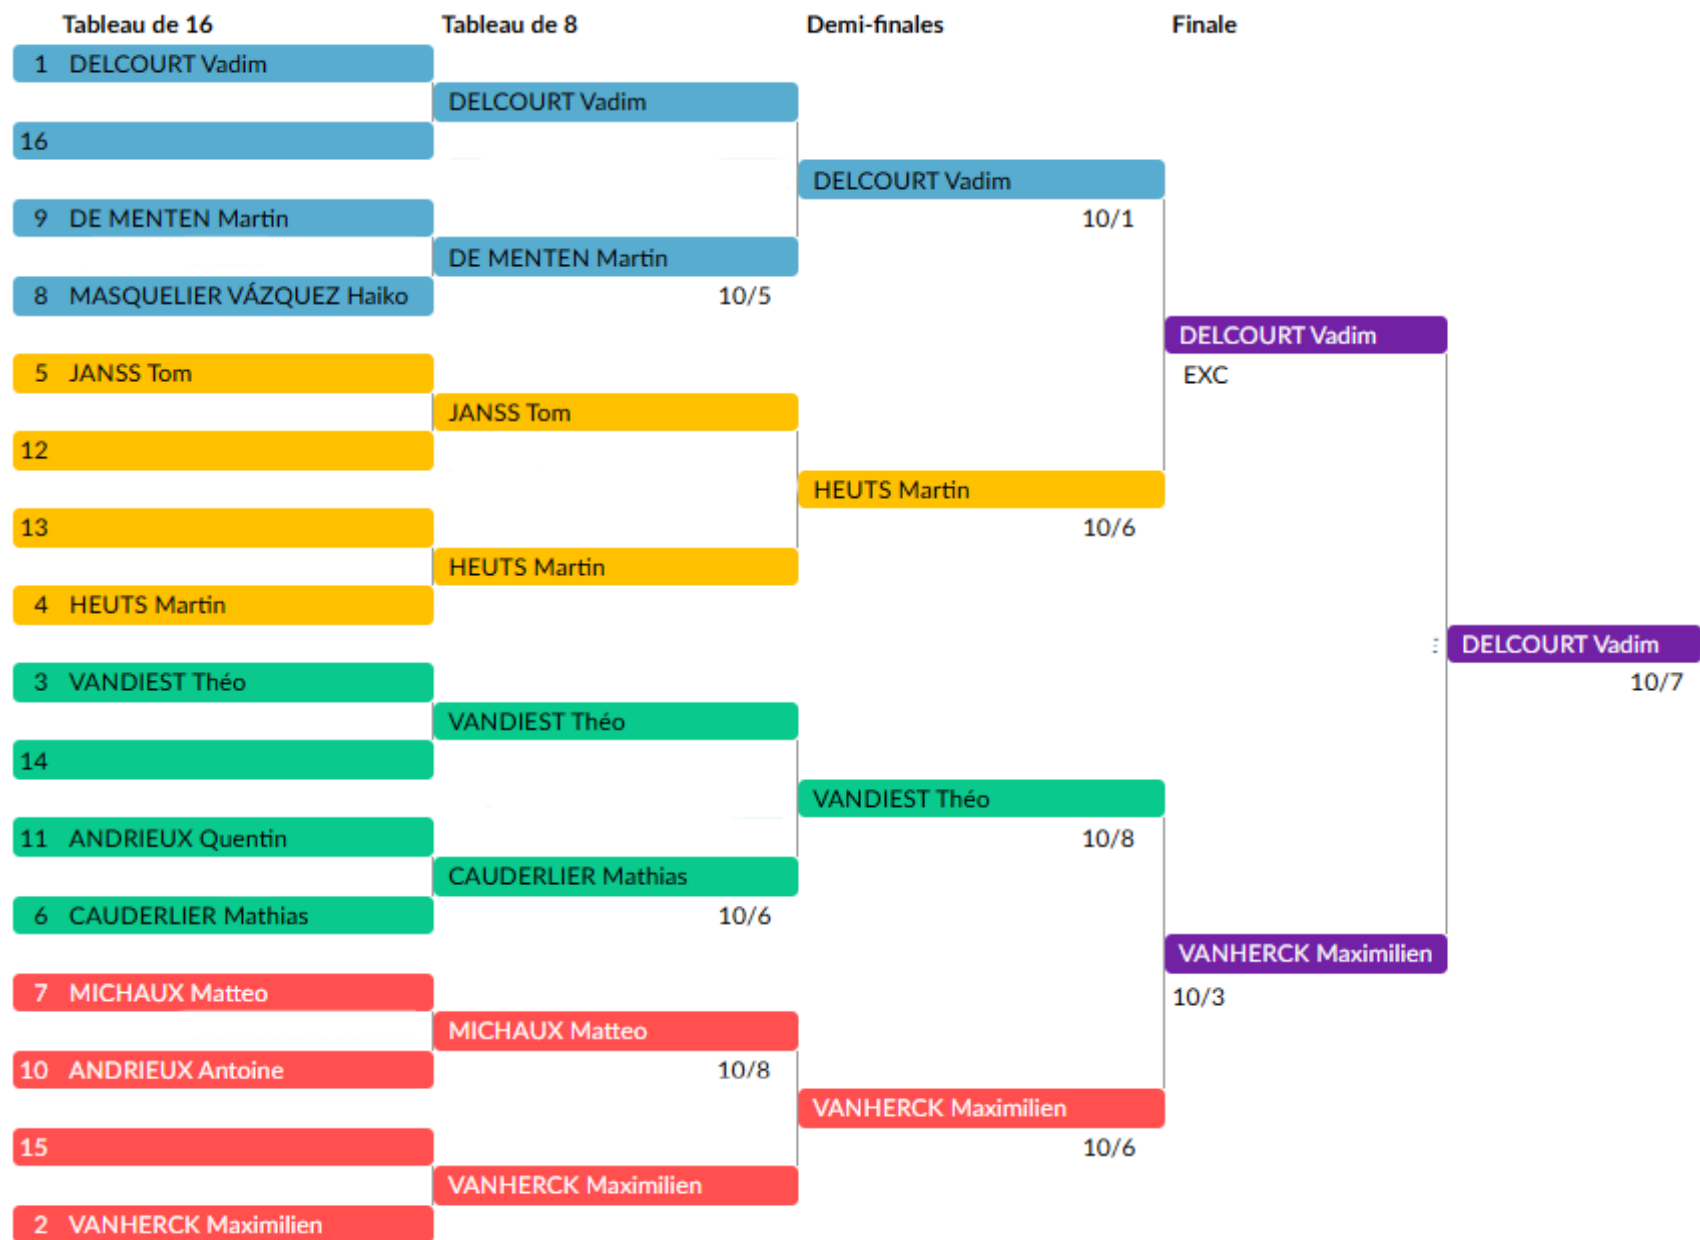 Tableau de 16 Tableau de 8 Demi-finales Finale
1 DELCOURT Vadim
DELCOURT Vadim
16
DELCOURT Vadim
9 DE MENTEN Martin
10/1
DE MENTEN Martin
8 MASQUELIER VÁZQUEZ Haiko
10/5
DELCOURT Vadim
5 JANSS Tom
EXC
JANSS Tom
12
HEUTS Martin
13
10/6
HEUTS Martin
4 HEUTS Martin
DELCOURT Vadim
3 VANDIEST Théo
10/7
VANDIEST Théo
14
VANDIEST Théo
11 ANDRIEUX Quentin
10/8
CAUDERLIER Mathias
6 CAUDERLIER Mathias
10/6
VANHERCK Maximilien
7 MICHAUX Matteo
10/3
MICHAUX Matteo
10 ANDRIEUX Antoine
10/8
VANHERCK Maximilien
15
10/6
VANHERCK Maximilien
2 VANHERCK Maximilien